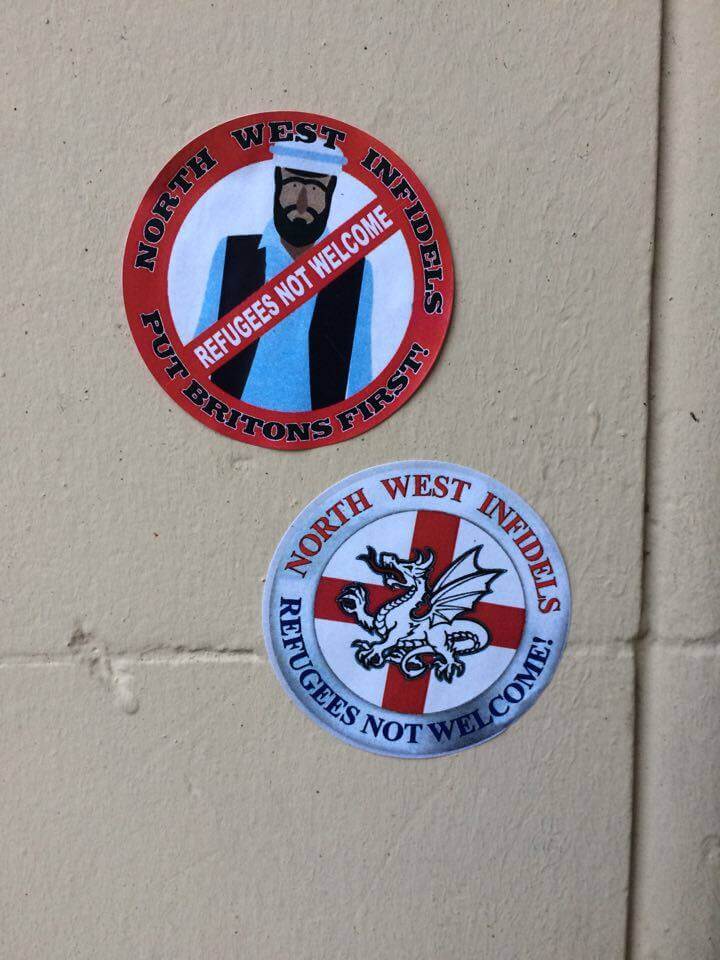 NORTH WEST INFIDELS
REFUGEES NOT WELCOME
PUT BRITONS FIRST!
NORTH WEST INFIDELS
REFUGEES NOT WELCOME!